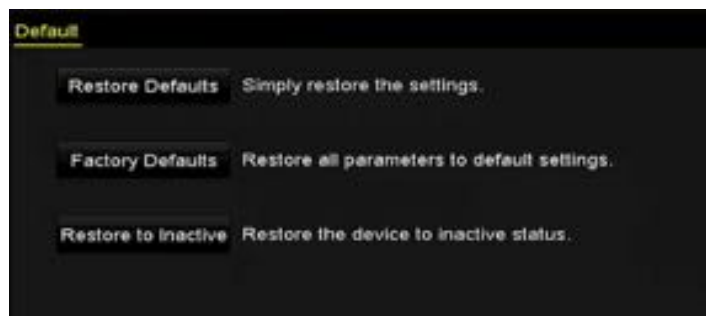 Default
Restore Defaults Simply restore the settings.
Factory Defaults Restore all parameters to default settings.
Restore to Inactive Restore the device to inactive status.